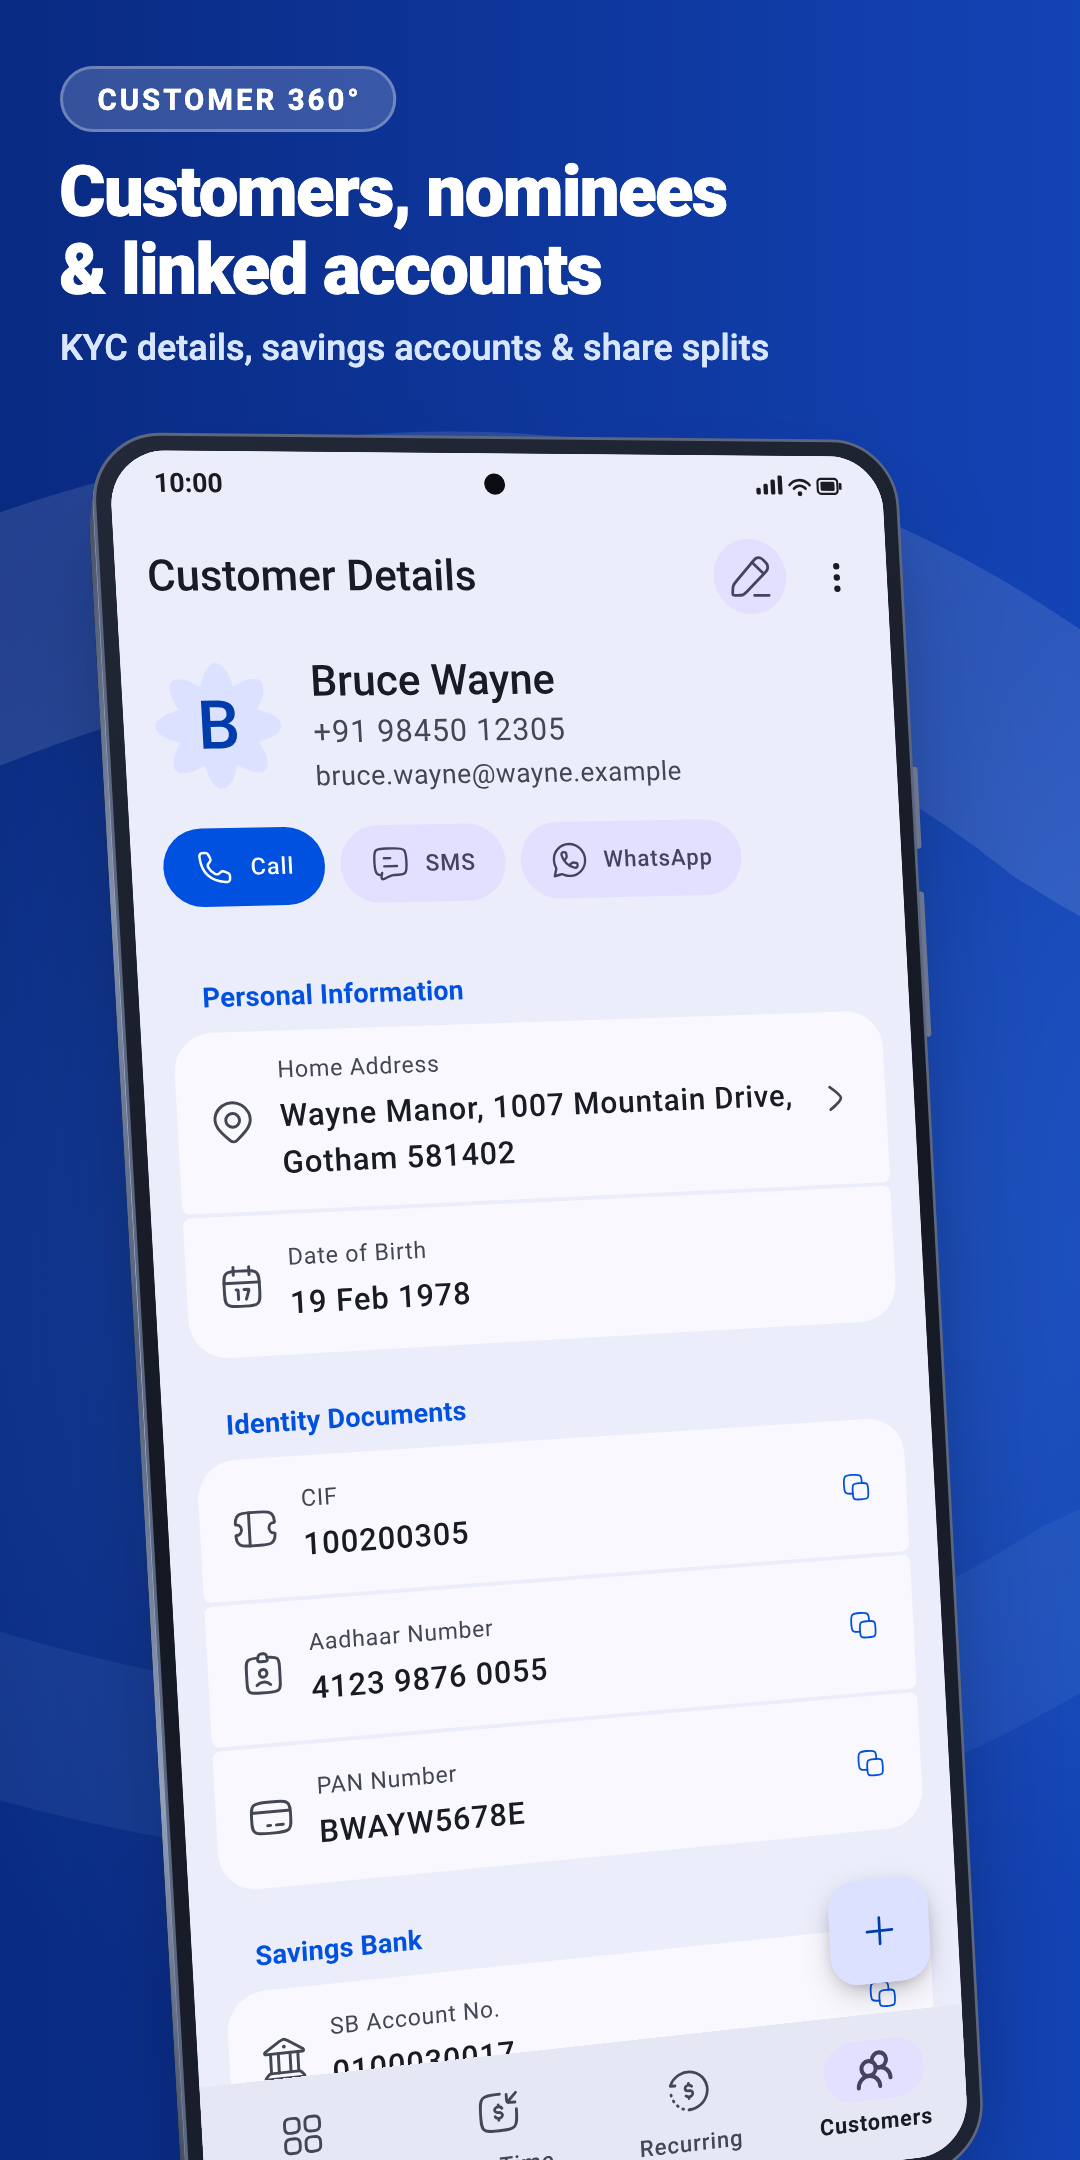 CUSTOMER 360°
Customers, nominees
& linked accounts
KYC details, savings accounts & share splits
10:00
Customer Details
B
Bruce Wayne
+91 98450 12305
bruce.wayne@wayne.example
Call
SMS
WhatsApp
Personal Information
Home Address
Wayne Manor, 1007 Mountain Drive,
Gotham 581402
Date of Birth
17
19 Feb 1978
Identity Documents
CIF
100200305
Aadhaar Number
4123 9876 0055
PAN Number
BWAYW5678E
Savings Bank
SB Account No.
0100030017
Time
Recurring
Customers